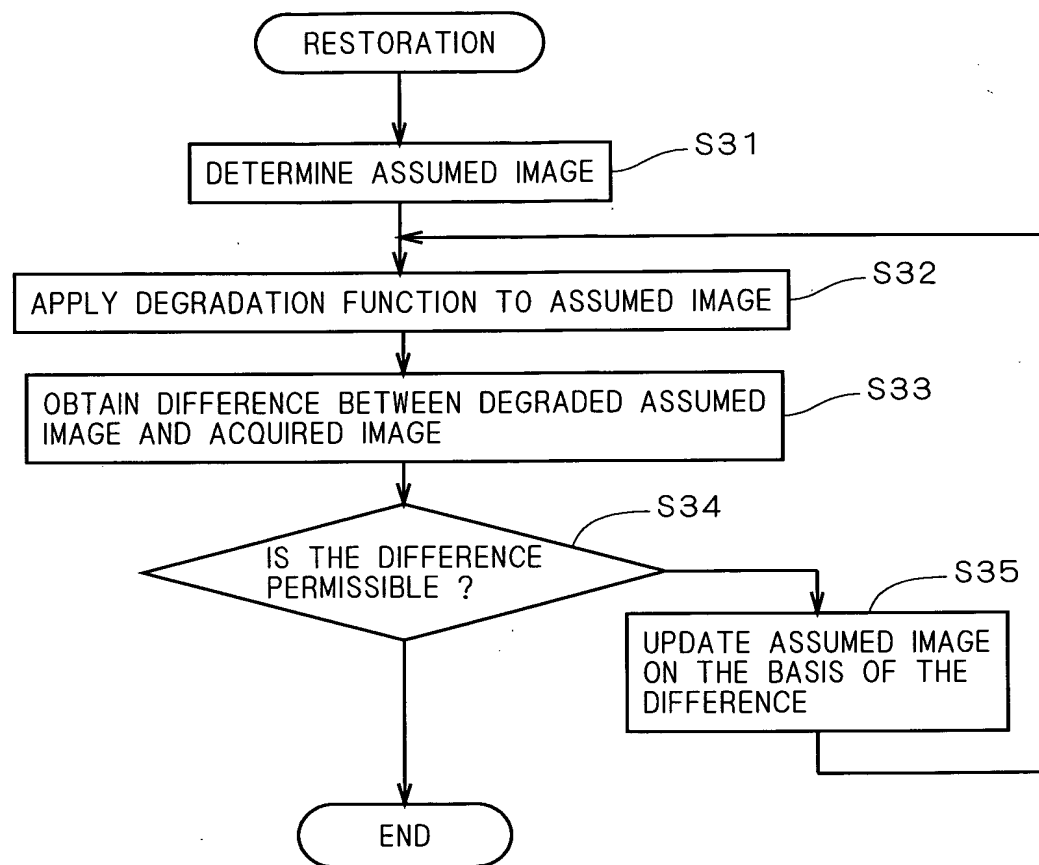 RESTORATION
S31
DETERMINE ASSUMED IMAGE
S32
APPLY DEGRADATION FUNCTION TO ASSUMED IMAGE
S33
OBTAIN DIFFERENCE BETWEEN DEGRADED ASSUMED
IMAGE AND ACQUIRED IMAGE
S34
IS THE DIFFERENCE
PERMISSIBLE ?
S35
UPDATE ASSUMED IMAGE
ON THE BASIS OF THE
DIFFERENCE
END